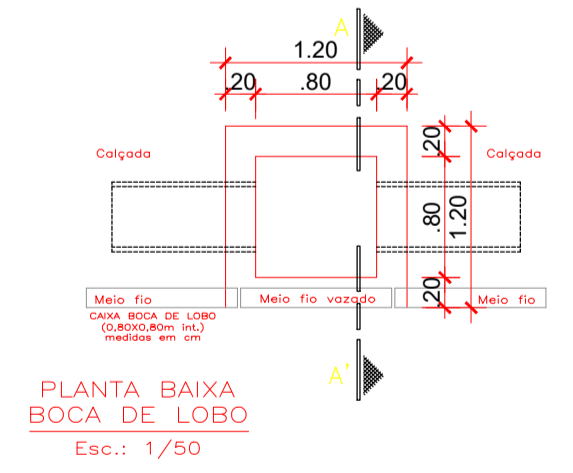 A
1.20
.20 .80 .20
Calçada
Calçada
.20
.80
1.20
.20
Meio fio
Meio fio vazado
Meio fio
CAIXA BOCA DE LOBO
(0.80X0.80m int.)
medidas em cm
A'
PLANTA BAIXA
BOCA DE LOBO
Esc.: 1/50